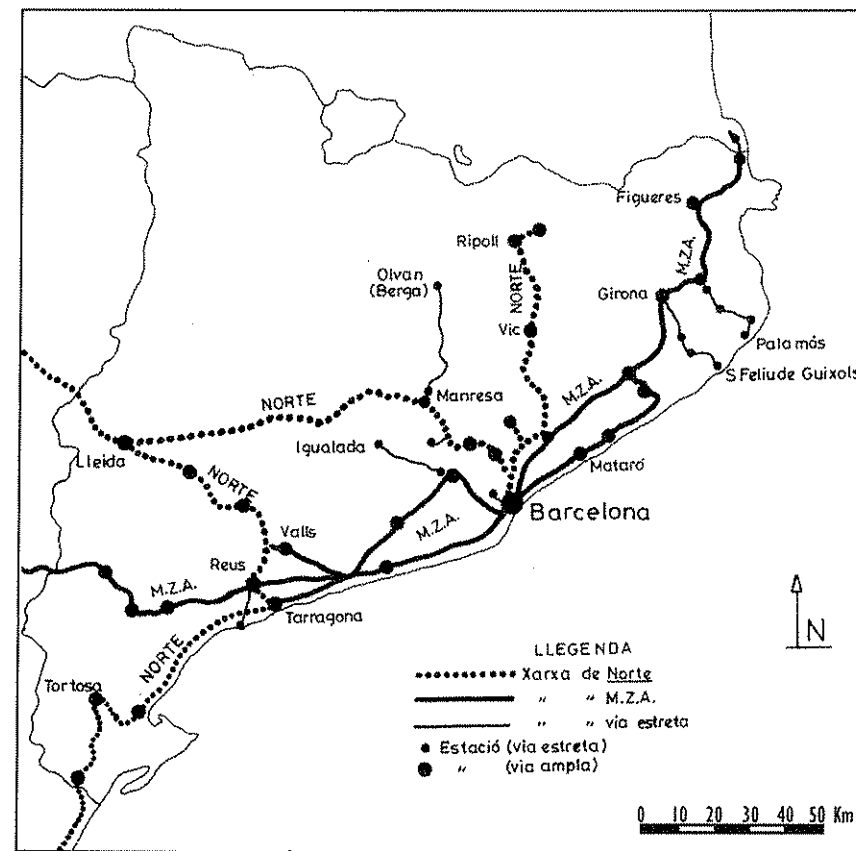 Figueres
M.Z.A.
Ripoll
Olvan
(Berga)
NORTE
Girona
Vic
Palamós
S. Feliu de Guíxols
M.Z.A.
NORTE
Manresa
Igualada
Lleida
Mataró
NORTE
Barcelona
M.Z.A.
Valls
Reus
M.Z.A.
Tarragona
NORTE
Tortosa
N
LLEGENDA
Xarxa de Norte
" " M.Z.A.
" " via estreta
Estació (via estreta)
" (via ampla)
0 10 20 30 40 50 Km